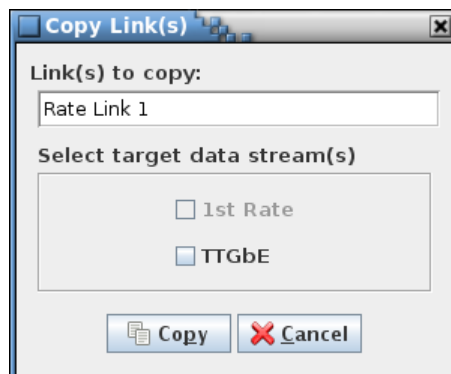 Copy Link(s)
Link(s) to copy:
Rate Link 1
Select target data stream(s)
1st Rate
TTGbE
Copy
Cancel